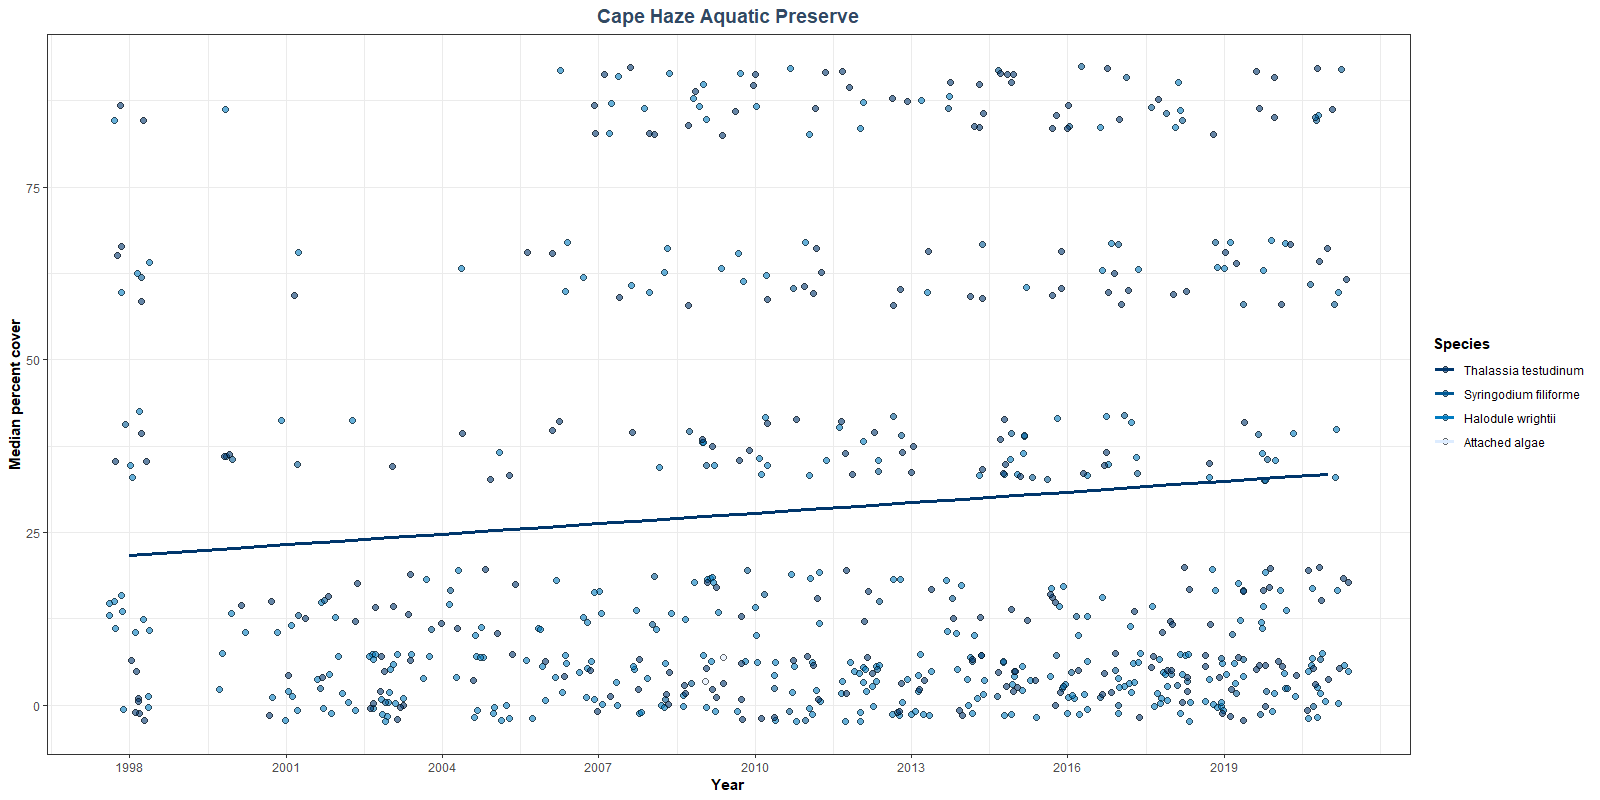 Cape Haze Aquatic Preserve
Median percent cover
75
50
25
0
1998 2001 2004 2007 2010 2013 2016 2019
Year
Species
Thalassia testudinum
Syringodium filiforme
Halodule wrightii
Attached algae